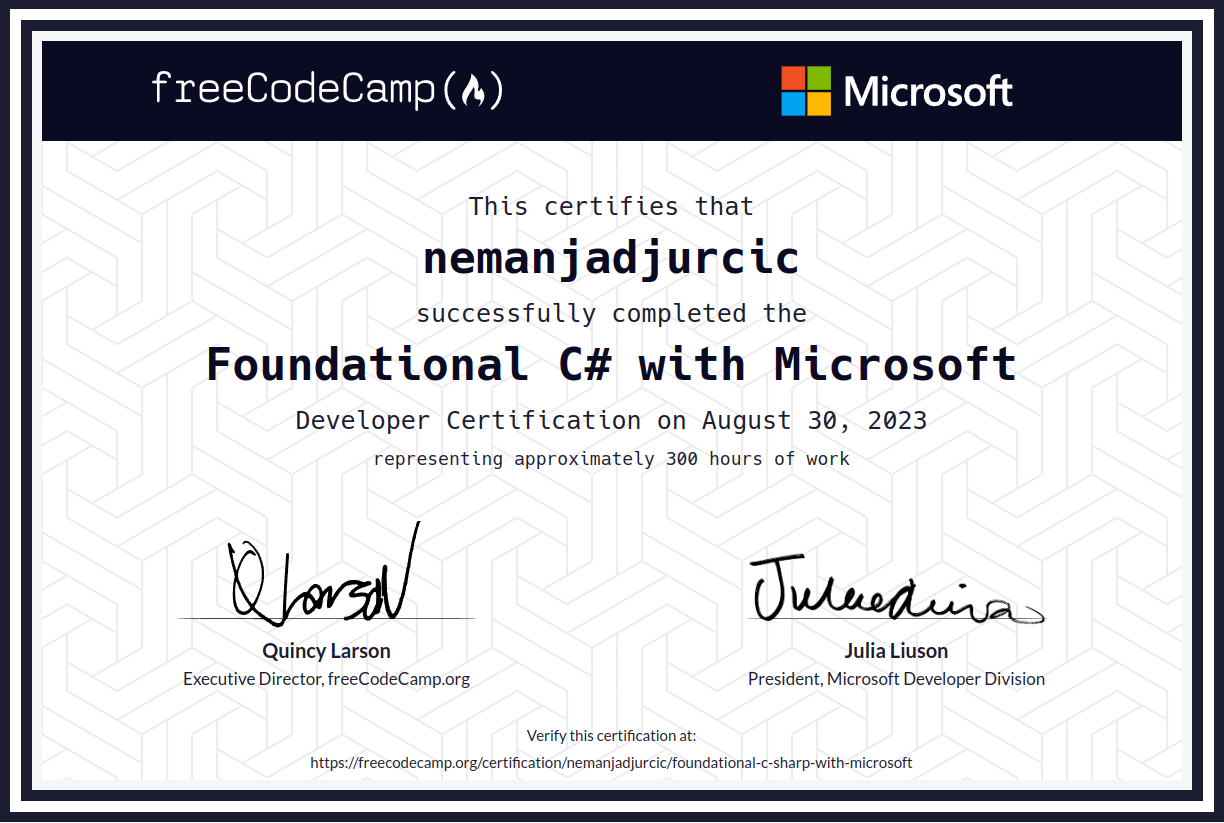 freeCodeCamp Microsoft
This certifies that
nemanjadjurcic
successfully completed the
Foundational C# with Microsoft
Developer Certification on August 30, 2023
representing approximately 300 hours of work
Quincy Larson
Executive Director, freeCodeCamp.org
Julia Liuson
President, Microsoft Developer Division
Verify this certification at:
https://freecodecamp.org/certification/nemanjadjurcic/foundational-c-sharp-with-microsoft